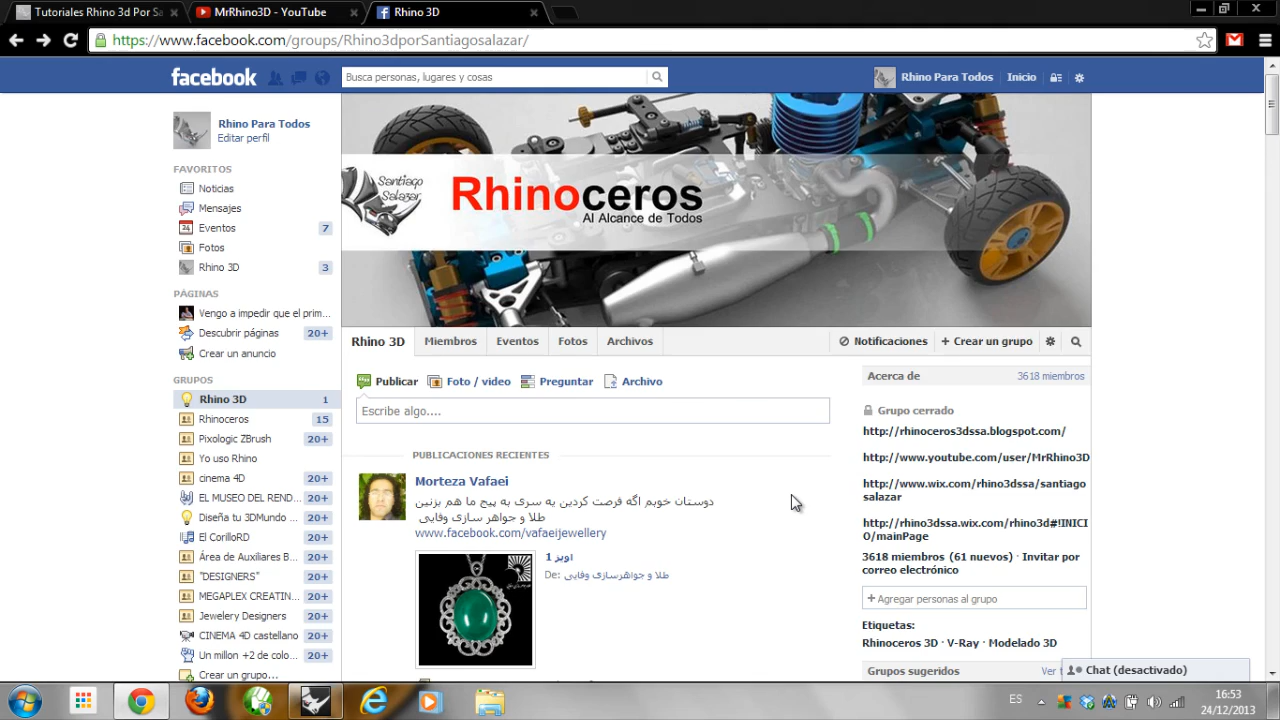 Tutoriales Rhino 3d Por Sa
MrRhino3D - YouTube
Rhino 3D
https://www.facebook.com/groups/Rhino3dporSantiagosalazar/
facebook
Busca personas, lugares y cosas
Rhino Para Todos
Inicio
Rhino Para Todos
Editar perfil
FAVORITOS
Noticias
Mensajes
Eventos 7
Fotos
Rhino 3D 3
PÁGINAS
Vengo a impedir que el prim...
Descubrir páginas 20+
Crear un anuncio
GRUPOS
Rhino 3D 1
Rhinoceros 15
Pixologic ZBrush 20+
Yo uso Rhino
cinema 4D 20+
EL MUSEO DEL REND... 20+
Diseña tu 3DMundo ... 20+
El CorilloRD 20+
Área de Auxiliares B... 20+
"DESIGNERS" 20+
MEGAPLEX CREATIN... 20+
Jewelery Designers 20+
CINEMA 4D castellano 20+
Un millon +2 de colo... 20+
Crear un grupo...
Santiago
Salazar
Rhinoceros
Al Alcance de Todos
Rhino 3D
Miembros
Eventos
Fotos
Archivos
Notificaciones
+ Crear un grupo
Publicar
Foto / video
Preguntar
Archivo
Escribe algo....
PUBLICACIONES RECIENTES
Morteza Vafaei
دوستان خوبم اگه فرصت کردین یه سری به پیج ما هم بزنین
طلا و جواهر سازی وفایی
www.facebook.com/vafaeijewellery
اویز 1
De: طلا و جواهرسازی وفایی
Acerca de
3618 miembros
Grupo cerrado
http://rhinoceros3dssa.blogspot.com/
http://www.youtube.com/user/MrRhino3D
http://www.wix.com/rhino3dssa/santiago
salazar
http://rhino3dssa.wix.com/rhino3d#!INICI
O/mainPage
3618 miembros (61 nuevos) · Invitar por
correo electrónico
+ Agregar personas al grupo
Etiquetas:
Rhinoceros 3D · V-Ray · Modelado 3D
Grupos sugeridos
Ver
Chat (desactivado)
ES
16:53
24/12/2013